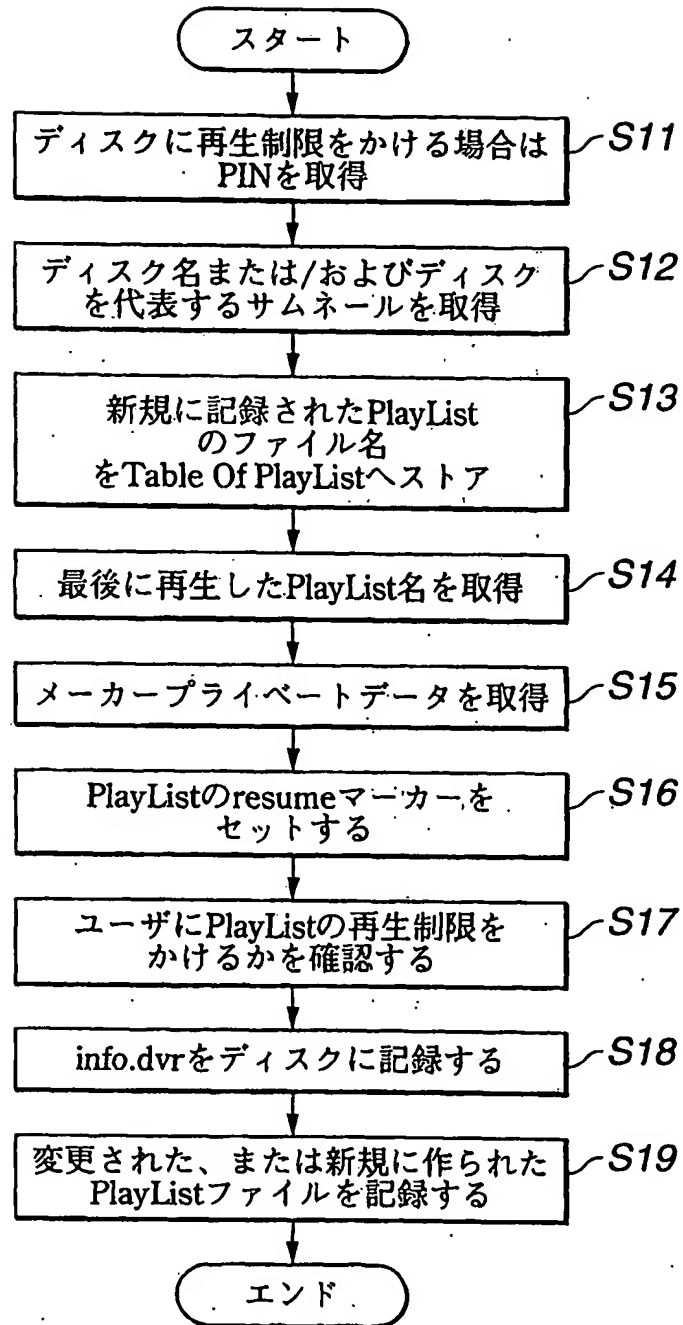 スタート
ディスクに再生制限をかける場合は
PINを取得
S11
ディスク名または/およびディスク
を代表するサムネールを取得
S12
新規に記録されたPlayList
のファイル名
をTable Of PlayListへストア
S13
最後に再生したPlayList名を取得
S14
メーカープライベートデータを取得
S15
PlayListのresumeマーカーを
セットする
S16
ユーザにPlayListの再生制限を
かけるかを確認する
S17
info.dvrをディスクに記録する
S18
変更された、または新規に作られた
PlayListファイルを記録する
S19
エンド